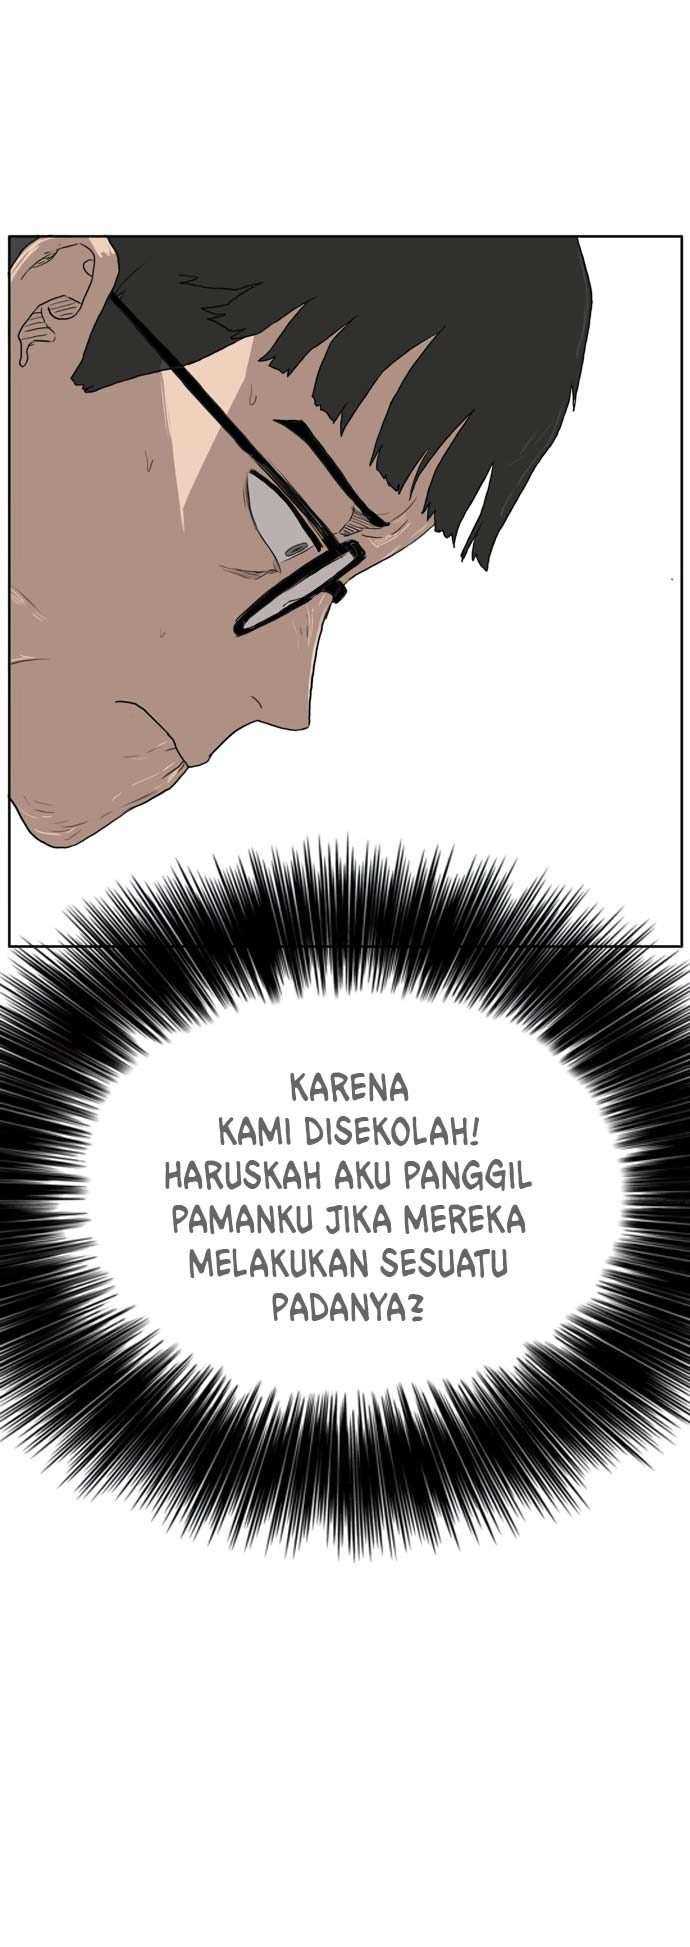 KARENA
KAMI DISEKOLAH!
HARUSKAH AKU PANGGIL
PAMANKU JIKA MEREKA
MELAKUKAN SESUATU
PADANYA?